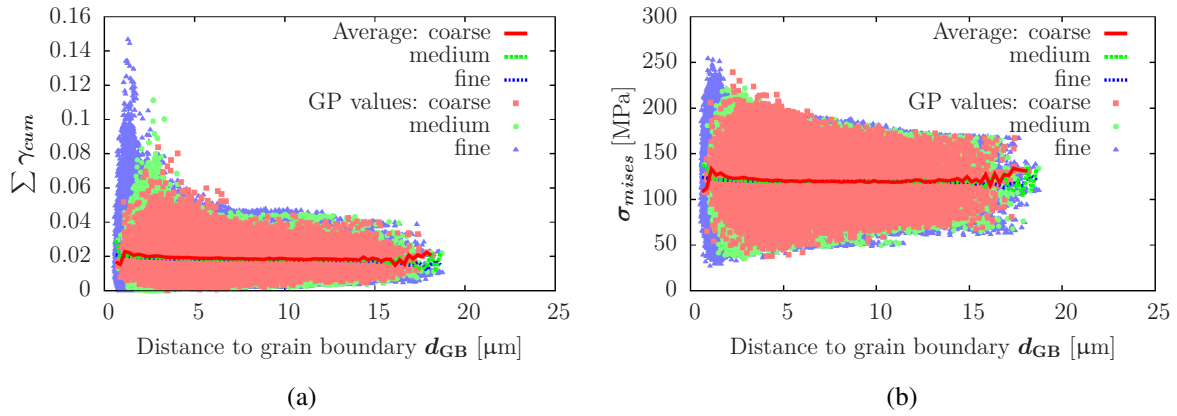 0.16
0.14
0.12
0.1
0.08
0.06
0.04
0.02
0
∑ γcum
Average: coarse
medium
fine
GP values: coarse
medium
fine
0 5 10 15 20 25
Distance to grain boundary dGB [μm]
(a)
300
250
200
150
100
50
0
σmises [MPa]
Average: coarse
medium
fine
GP values: coarse
medium
fine
0 5 10 15 20 25
Distance to grain boundary dGB [μm]
(b)